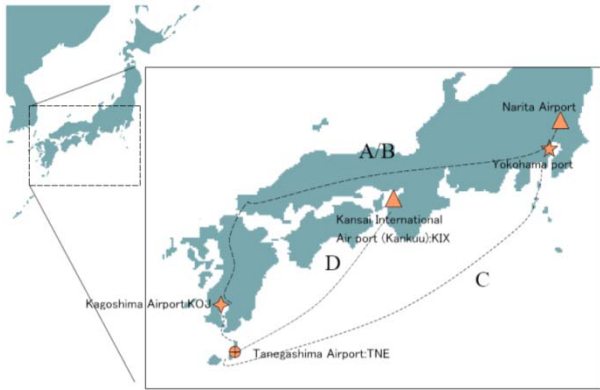 Narita Airport
A/B
Yokohama port
Kansai International
Air port (Kankuu):KIX
D
C
Kagoshima Airport:KOJ
Tanegashima Airport:TNE